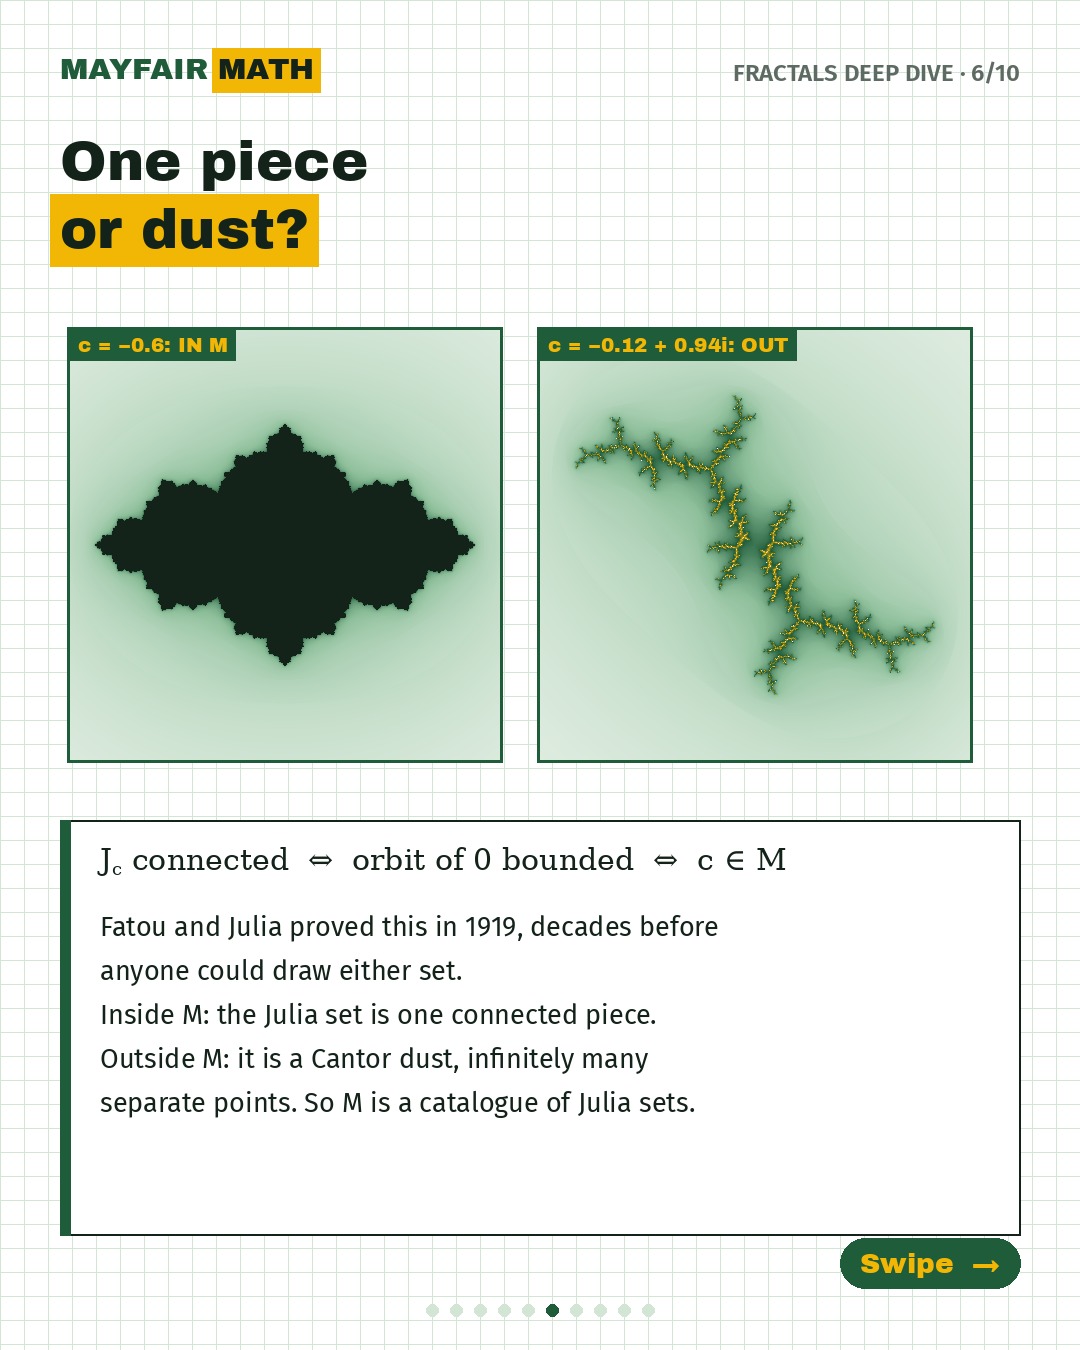 MAYFAIR MATH
FRACTALS DEEP DIVE · 6/10
One piece
or dust?
c = −0.6: IN M
c = −0.12 + 0.94i: OUT
J_c connected ⇔ orbit of 0 bounded ⇔ c ∈ M
Fatou and Julia proved this in 1919, decades before
anyone could draw either set.
Inside M: the Julia set is one connected piece.
Outside M: it is a Cantor dust, infinitely many
separate points. So M is a catalogue of Julia sets.
Swipe →